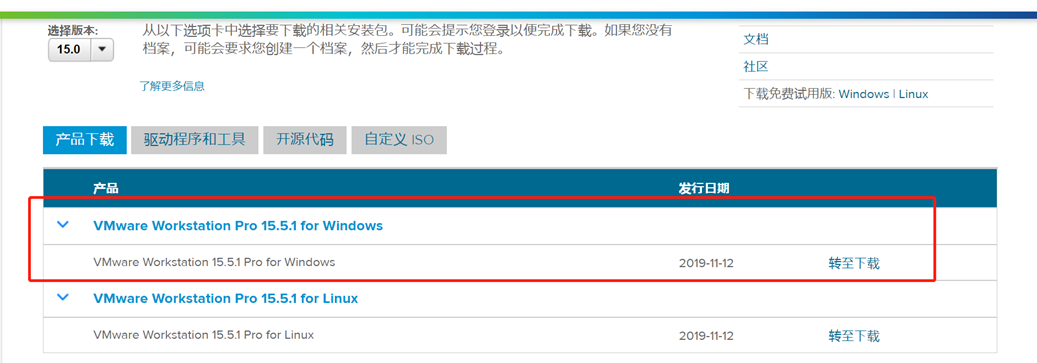 选择版本:
15.0
从以下选项卡中选择要下载的相关安装包。可能会提示您登录以便完成下载。如果您没有
档案，可能会要求您创建一个档案，然后才能完成下载过程。
了解更多信息
文档
社区
下载免费试用版: Windows | Linux
产品下载 驱动程序和工具 开源代码 自定义 ISO
产品 发行日期
VMware Workstation Pro 15.5.1 for Windows
VMware Workstation 15.5.1 Pro for Windows 2019-11-12 转至下载
VMware Workstation Pro 15.5.1 for Linux
VMware Workstation 15.5.1 Pro for Linux 2019-11-12 转至下载